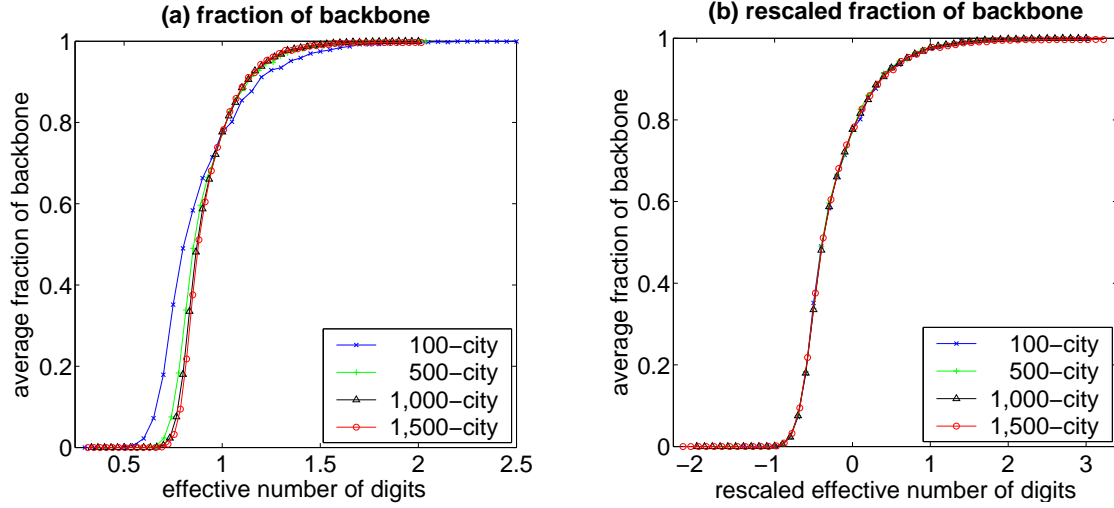 (a) fraction of backbone
average fraction of backbone
1
0.8
0.6
0.4
0.2
0
0.5
1
1.5
2
2.5
effective number of digits
100−city
500−city
1,000−city
1,500−city
(b) rescaled fraction of backbone
average fraction of backbone
1
0.8
0.6
0.4
0.2
0
−2
−1
0
1
2
3
rescaled effective number of digits
100−city
500−city
1,000−city
1,500−city